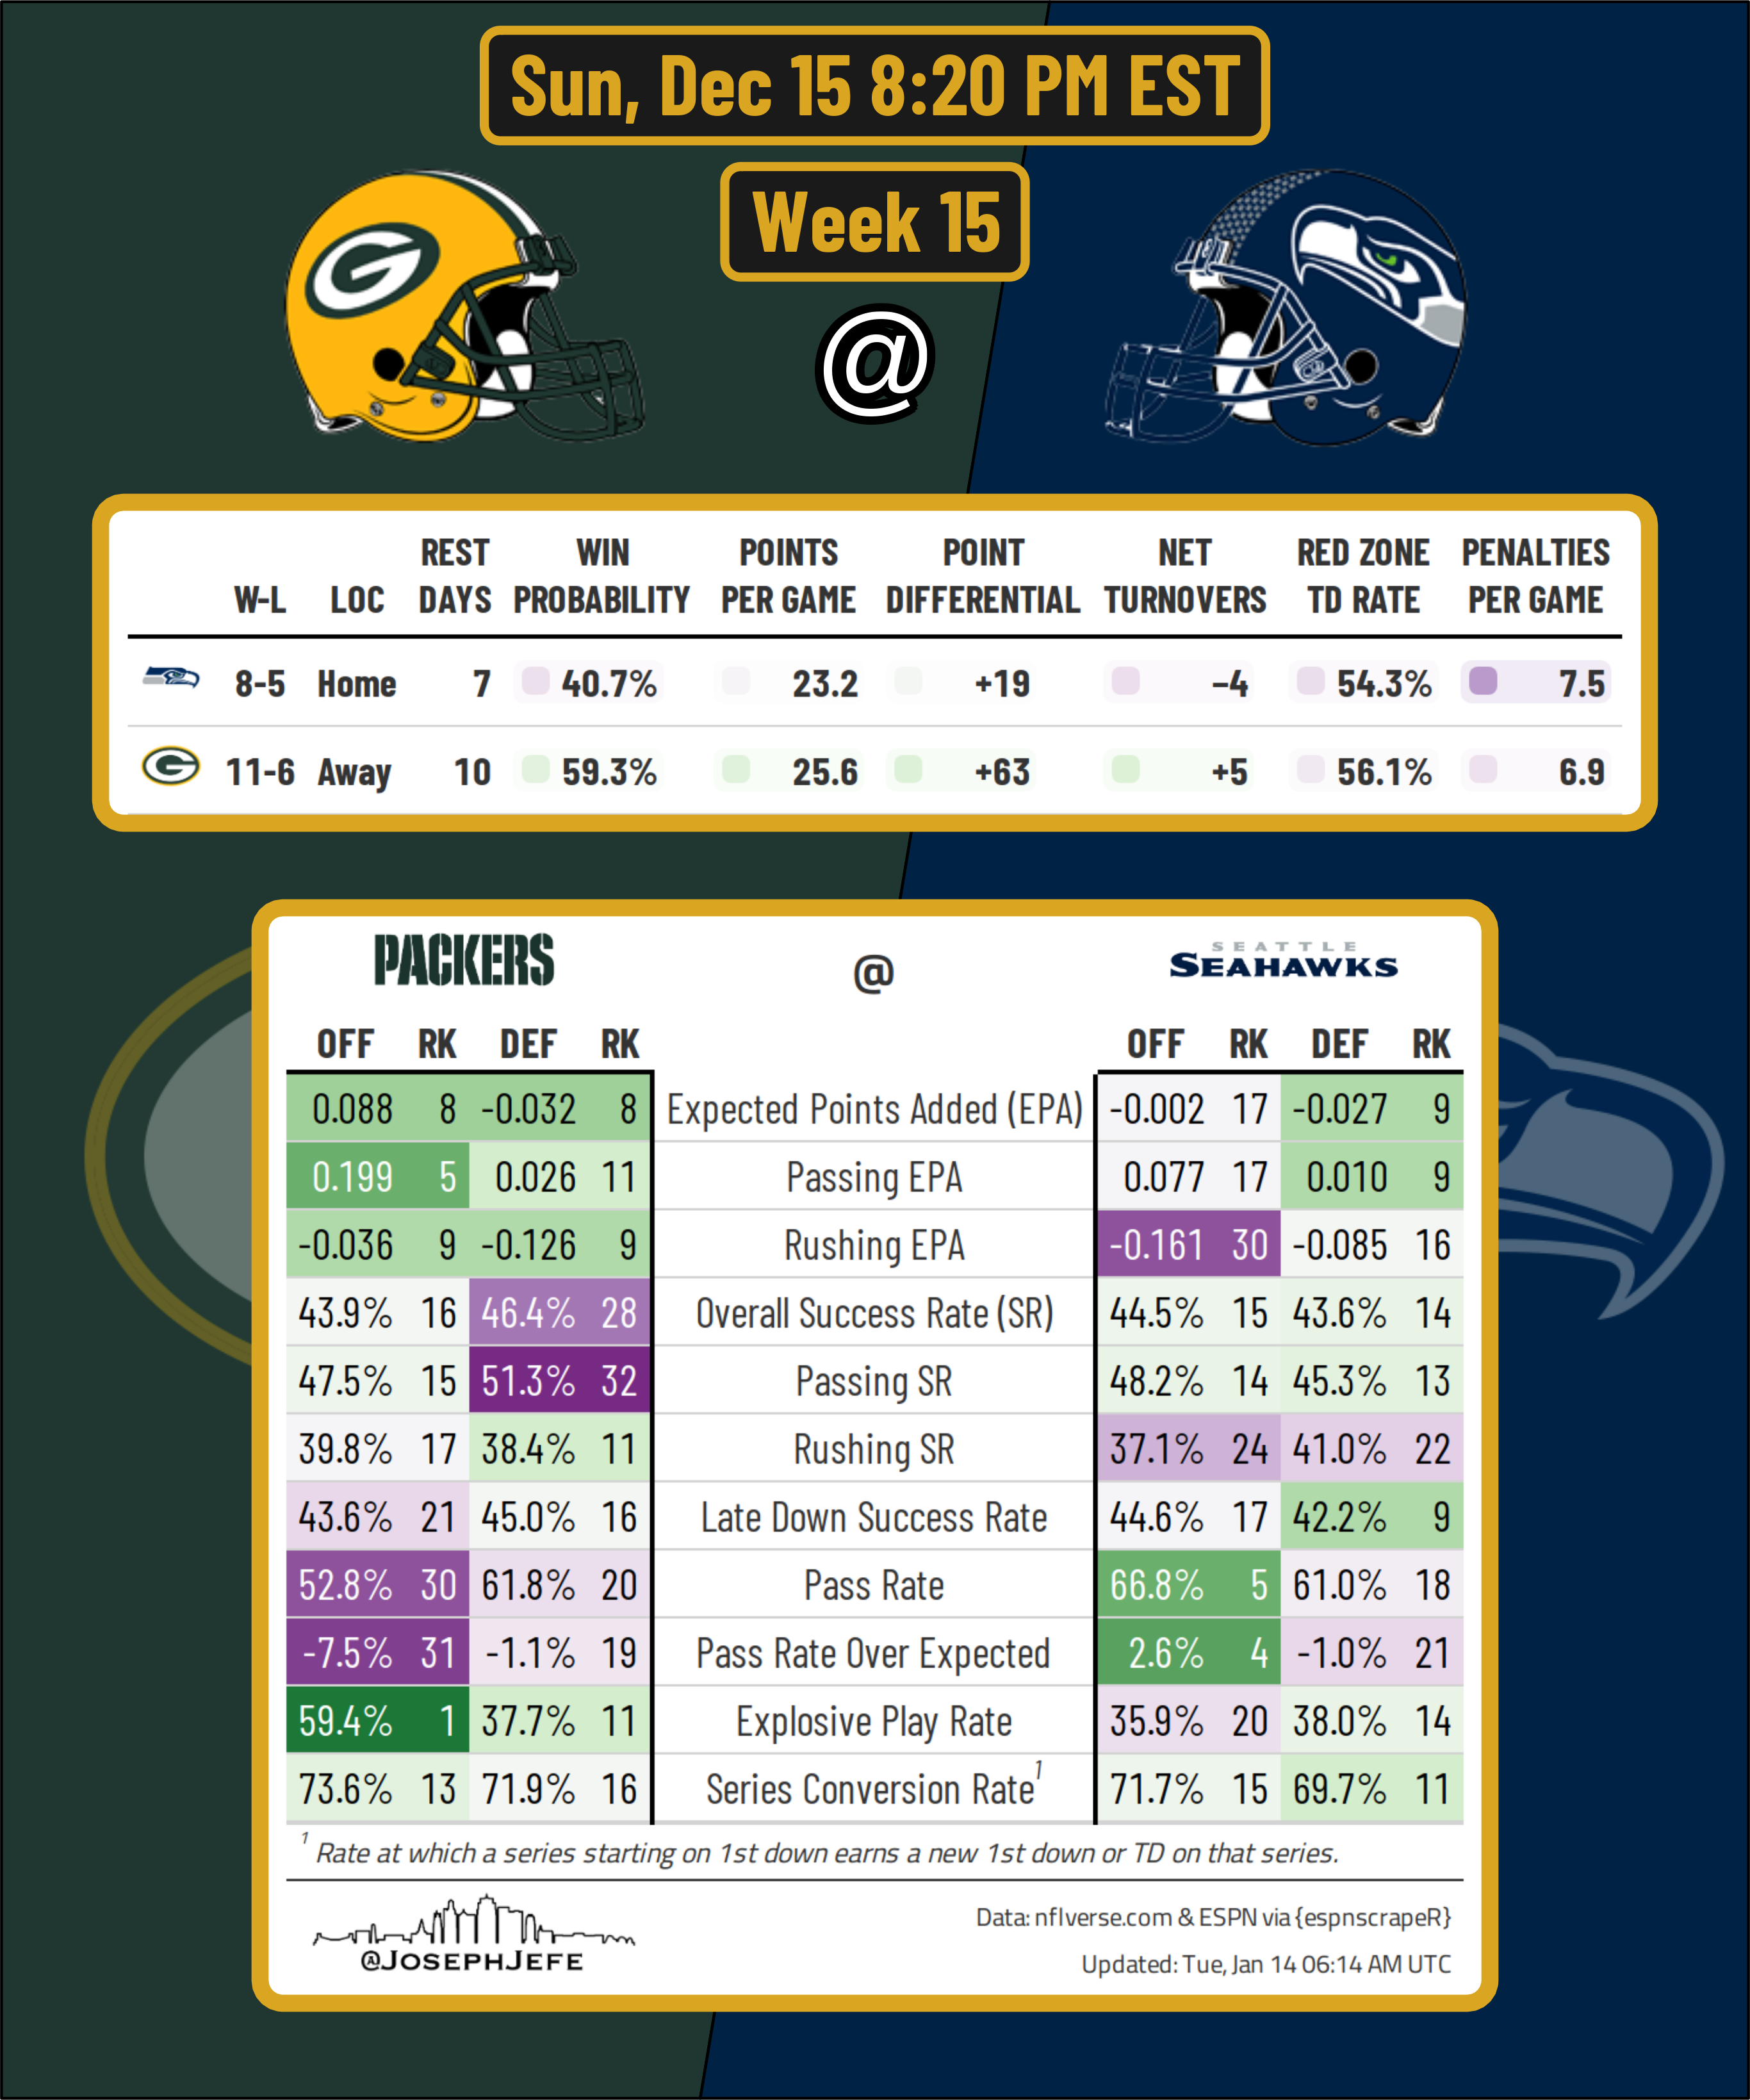 Sun, Dec 15 8:20 PM EST
Week 15
G
@
REST WIN POINTS POINT NET RED ZONE PENALTIES
W-L LOC DAYS PROBABILITY PER GAME DIFFERENTIAL TURNOVERS TD RATE PER GAME
8-5 Home 7 40.7% 23.2 +19 −4 54.3% 7.5
G 11-6 Away 10 59.3% 25.6 +63 +5 56.1% 6.9
PACKERS @ SEATTLE
SEAHAWKS
OFF RK DEF RK OFF RK DEF RK
0.088 8 -0.032 8 Expected Points Added (EPA) -0.002 17 -0.027 9
0.199 5 0.026 11 Passing EPA 0.077 17 0.010 9
-0.036 9 -0.126 9 Rushing EPA -0.161 30 -0.085 16
43.9% 16 46.4% 28 Overall Success Rate (SR) 44.5% 15 43.6% 14
47.5% 15 51.3% 32 Passing SR 48.2% 14 45.3% 13
39.8% 17 38.4% 11 Rushing SR 37.1% 24 41.0% 22
43.6% 21 45.0% 16 Late Down Success Rate 44.6% 17 42.2% 9
52.8% 30 61.8% 20 Pass Rate 66.8% 5 61.0% 18
-7.5% 31 -1.1% 19 Pass Rate Over Expected 2.6% 4 -1.0% 21
59.4% 1 37.7% 11 Explosive Play Rate 35.9% 20 38.0% 14
73.6% 13 71.9% 16 Series Conversion Rate1 71.7% 15 69.7% 11
1 Rate at which a series starting on 1st down earns a new 1st down or TD on that series.
@JOSEPHJEFE
Data: nflverse.com & ESPN via {espnscrapeR}
Updated: Tue, Jan 14 06:14 AM UTC